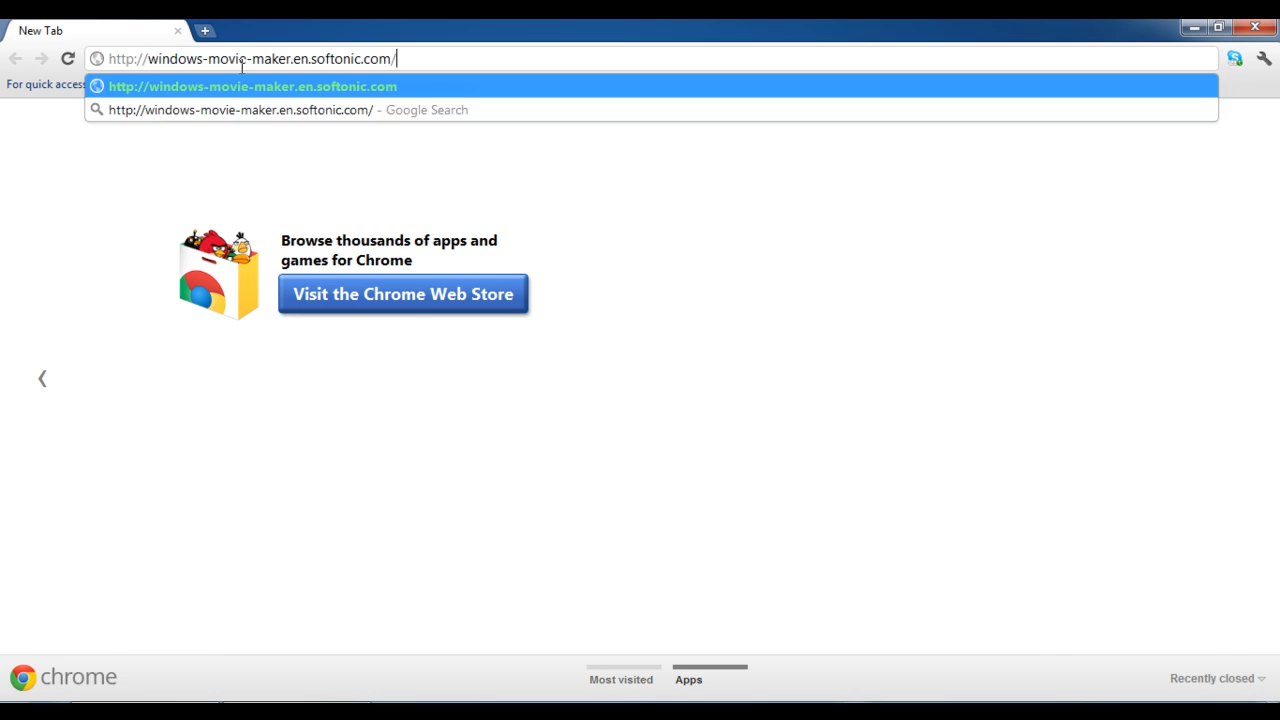 New Tab
http://windows-movie-maker.en.softonic.com/
For quick access
http://windows-movie-maker.en.softonic.com
http://windows-movie-maker.en.softonic.com/ - Google Search
Browse thousands of apps and
games for Chrome
Visit the Chrome Web Store
chrome
Most visited
Apps
Recently closed